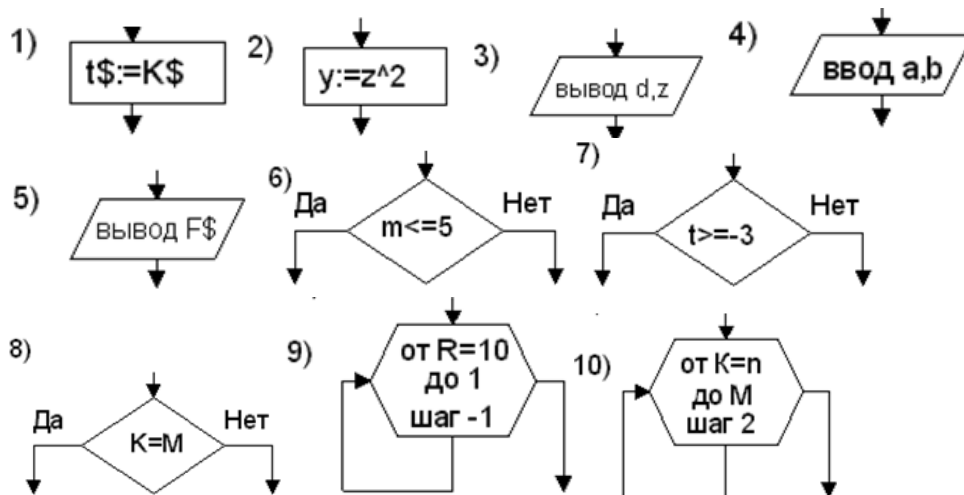 1)
t$:=K$
2)
y:=z^2
3)
вывод d,z
4)
ввод a,b
5)
вывод F$
6)
Да
m<=5
Нет
7)
Да
t>=-3
Нет
8)
Да
K=M
Нет
9)
от R=10
до 1
шаг -1
10)
от K=n
до M
шаг 2